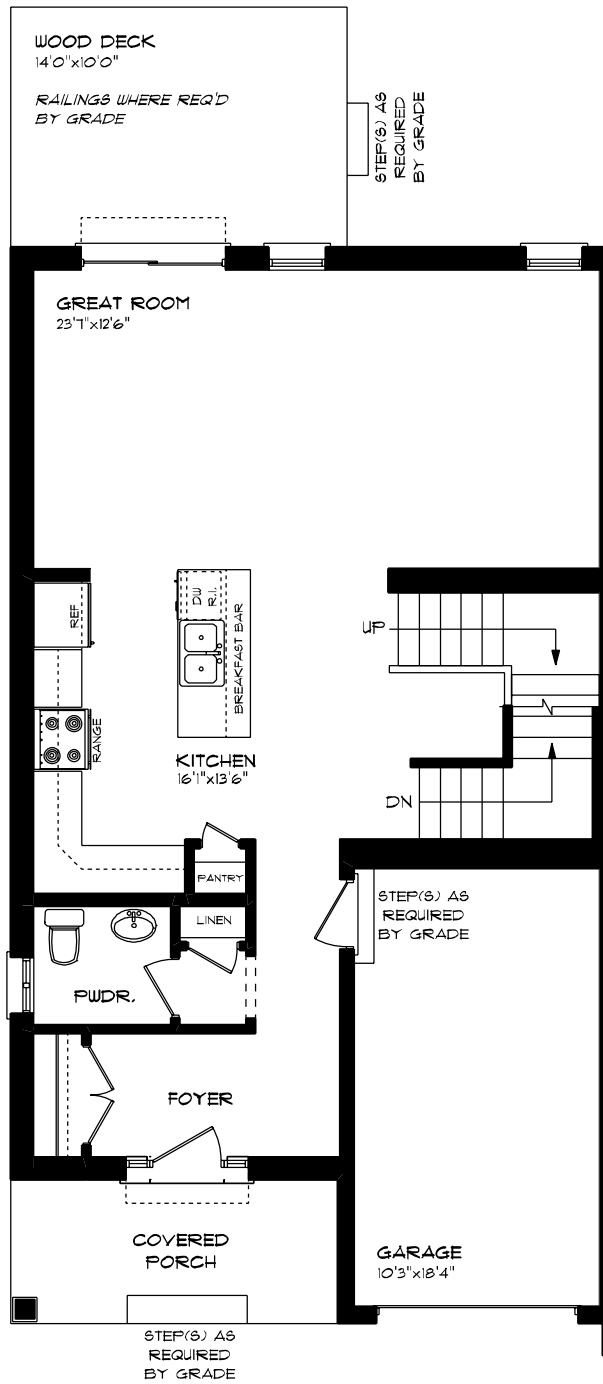 WOOD DECK
14'0"x10'0"
RAILINGS WHERE REQ'D
BY GRADE
STEP(S) AS
REQUIRED
BY GRADE
GREAT ROOM
23'7"x12'6"
REF
DW
R.I.
BREAKFAST BAR
UP
RANGE
KITCHEN
16'1"x13'6"
DN
PANTRY
STEP(S) AS
REQUIRED
BY GRADE
LINEN
PWDR.
FOYER
COVERED
PORCH
GARAGE
10'3"x18'4"
STEP(S) AS
REQUIRED
BY GRADE